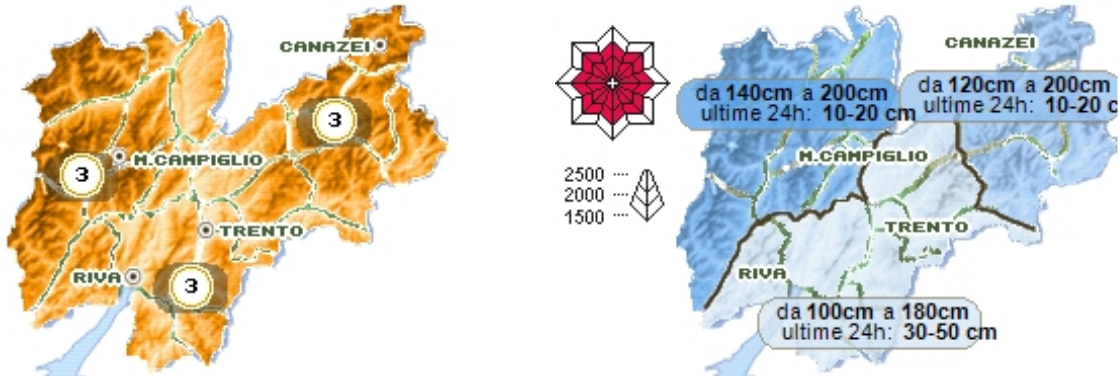 CANAZEI
3
M.CAMPIGLIO
3
TRENTO
RIVA
3
2500
2000
1500
CANAZEI
da 140cm a 200cm
ultime 24h: 10-20 cm
da 120cm a 200cm
ultime 24h: 10-20 c
M.CAMPIGLIO
TRENTO
RIVA
da 100cm a 180cm
ultime 24h: 30-50 cm